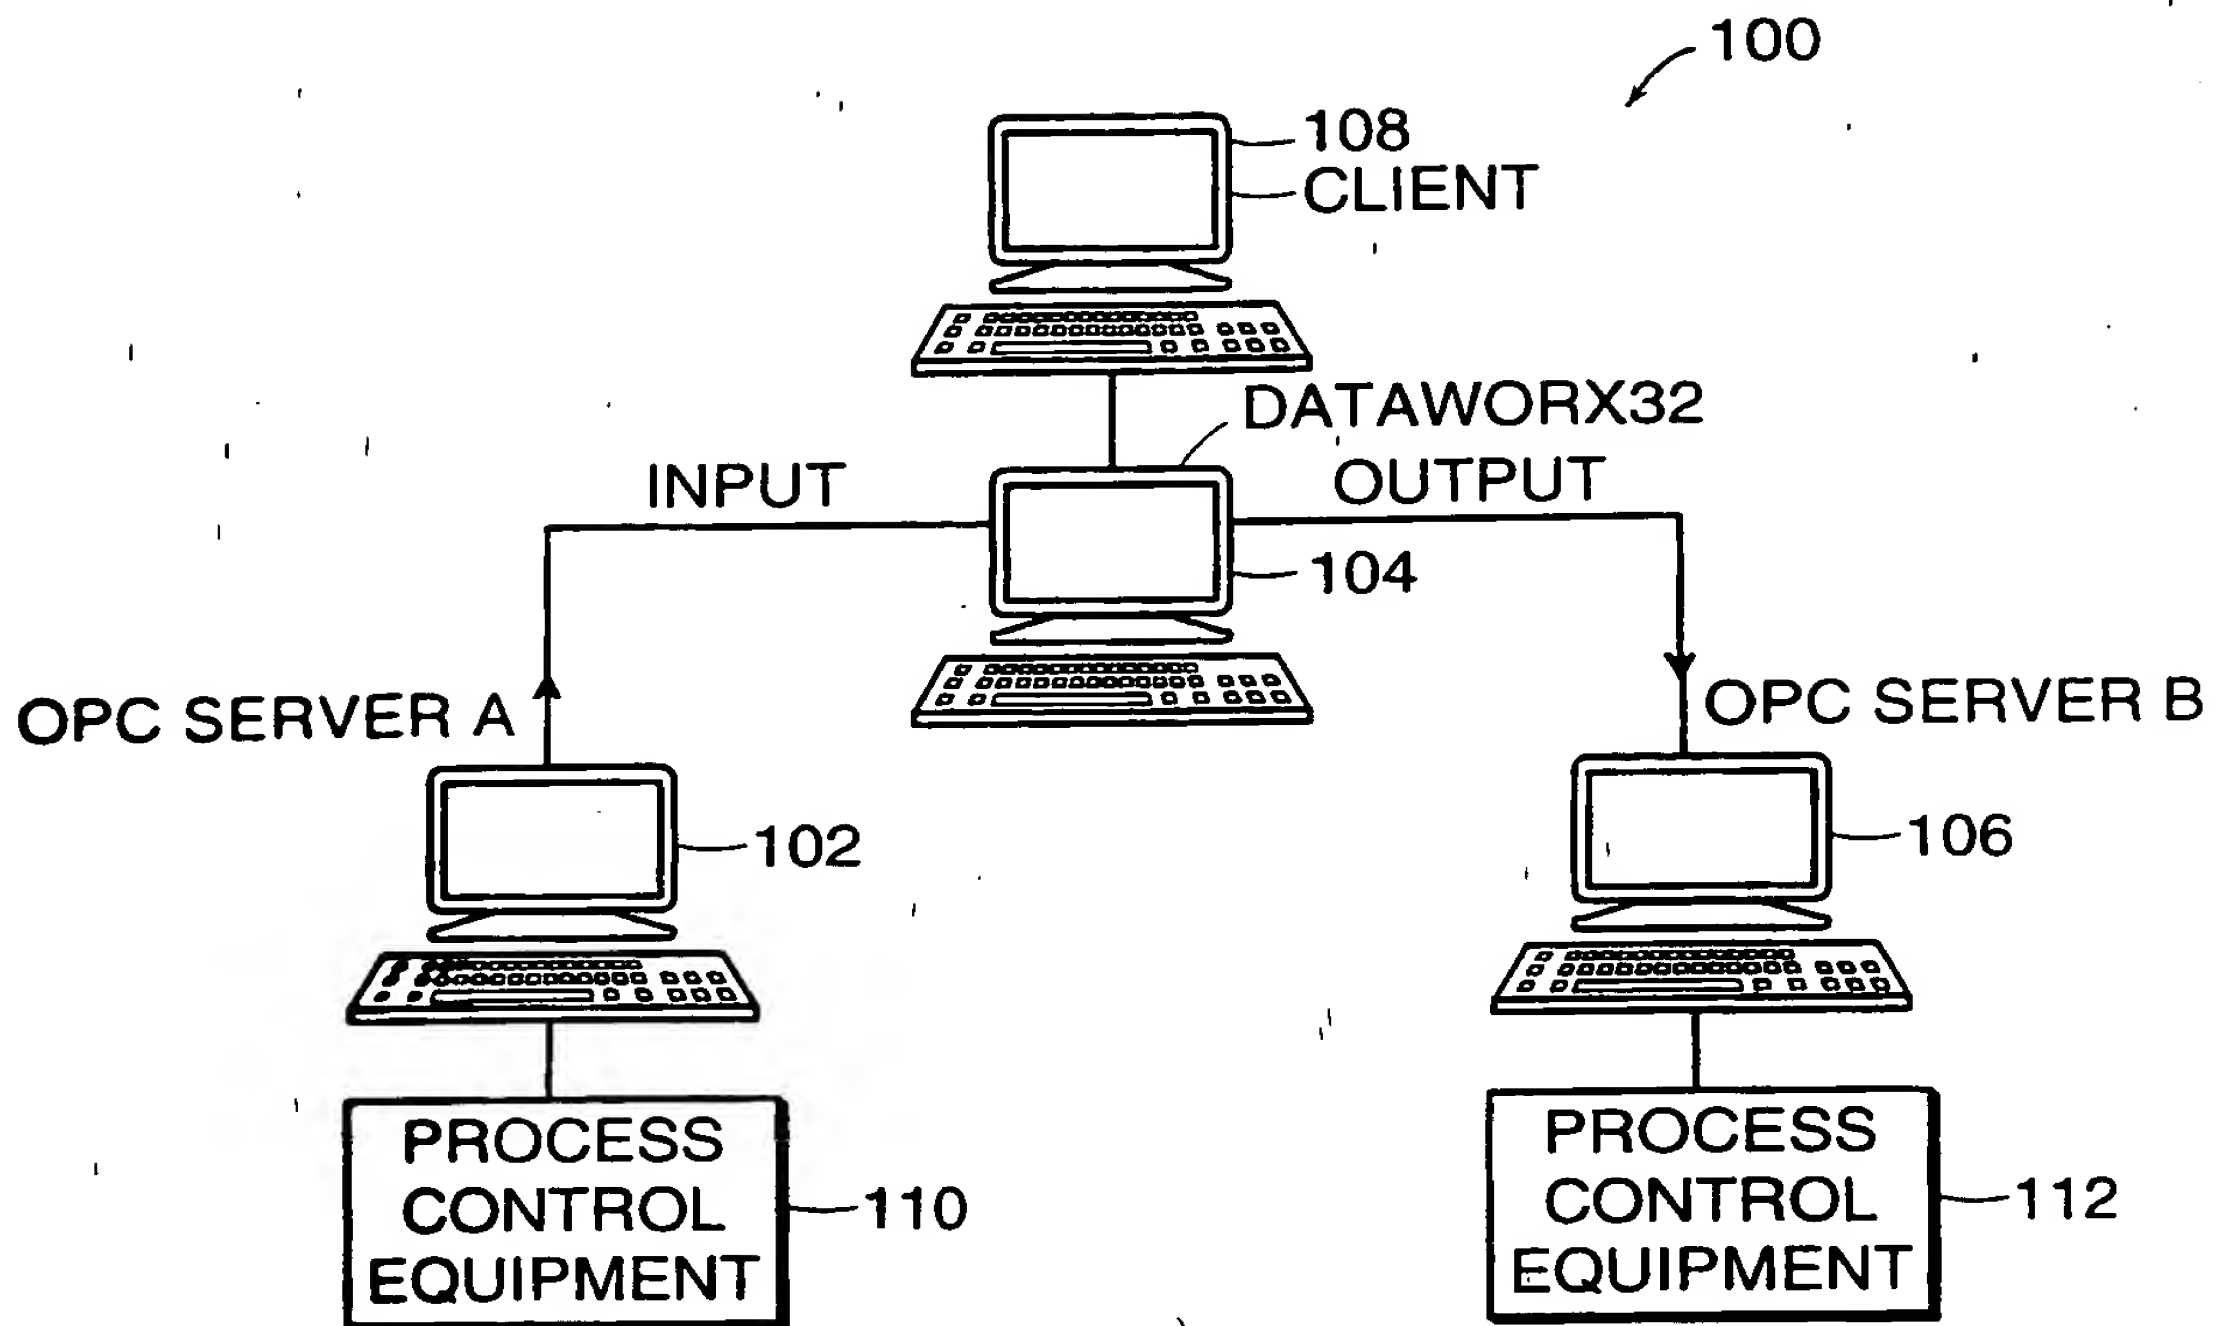 100
108
CLIENT
DATAWORX32
INPUT
OUTPUT
104
OPC SERVER A
OPC SERVER B
102
106
PROCESS
CONTROL
EQUIPMENT
110
PROCESS
CONTROL
EQUIPMENT
112